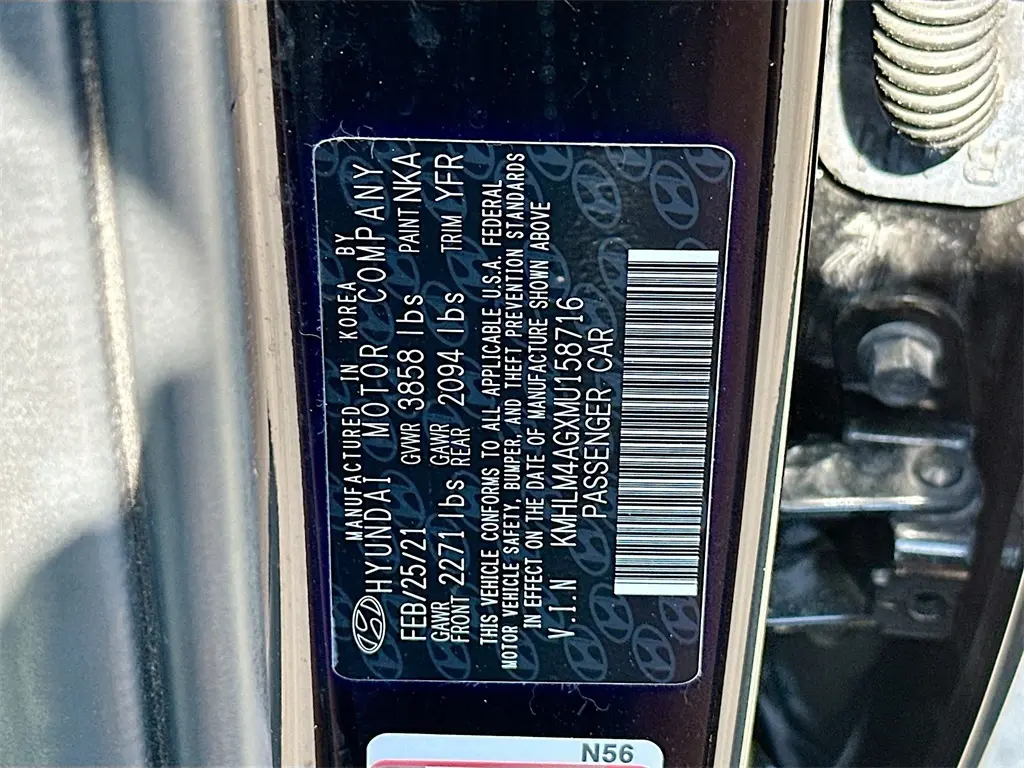 MANUFACTURED IN KOREA BY
HYUNDAI MOTOR COMPANY
FEB/25/21 GVWR 3858 lbs PAINT NKA
GAWR FRONT 2271 lbs GAWR REAR 2094 lbs TRIM YFR
THIS VEHICLE CONFORMS TO ALL APPLICABLE U.S.A. FEDERAL
MOTOR VEHICLE SAFETY, BUMPER, AND THEFT PREVENTION STANDARDS
IN EFFECT ON THE DATE OF MANUFACTURE SHOWN ABOVE
V.I.N KMHLM4AGXMU158716
PASSENGER CAR
N56